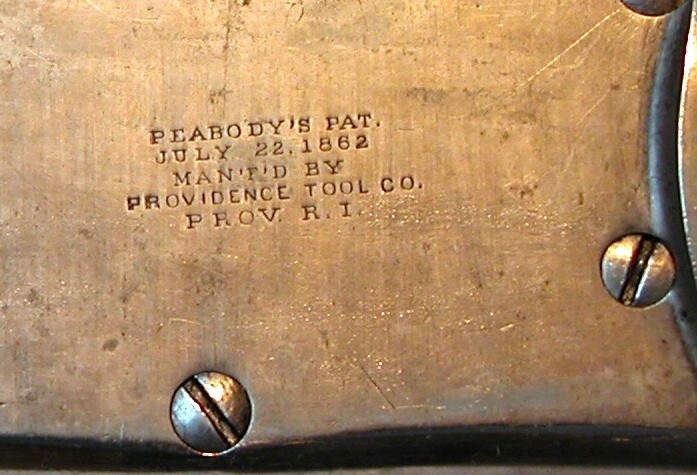 PEABODY'S PAT.
JULY 22. 1862
MAN'F'D BY
PROVIDENCE TOOL CO.
PROV. R. I.